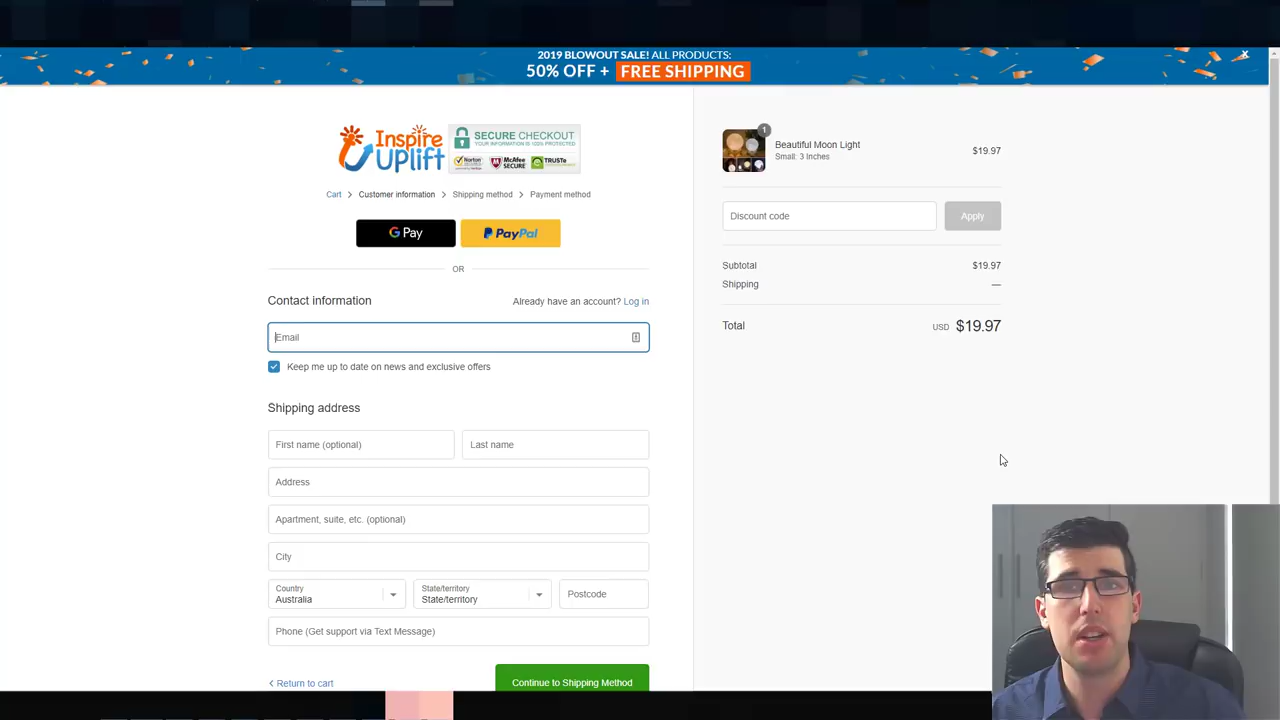 2019 BLOWOUT SALE! ALL PRODUCTS:
50% OFF + FREE SHIPPING
Inspire Uplift
SECURE CHECKOUT
YOUR INFORMATION IS 100% PROTECTED
Norton
McAfee SECURE
TRUSTe
Cart > Customer information > Shipping method > Payment method
G Pay
PayPal
OR
Contact information
Already have an account? Log in
Email
Keep me up to date on news and exclusive offers
Shipping address
First name (optional)
Last name
Address
Apartment, suite, etc. (optional)
City
Country
Australia
State/territory
State/territory
Postcode
Phone (Get support via Text Message)
< Return to cart
Continue to Shipping Method
1
Beautiful Moon Light
Small: 3 Inches
$19.97
Discount code
Apply
Subtotal $19.97
Shipping —
Total USD $19.97